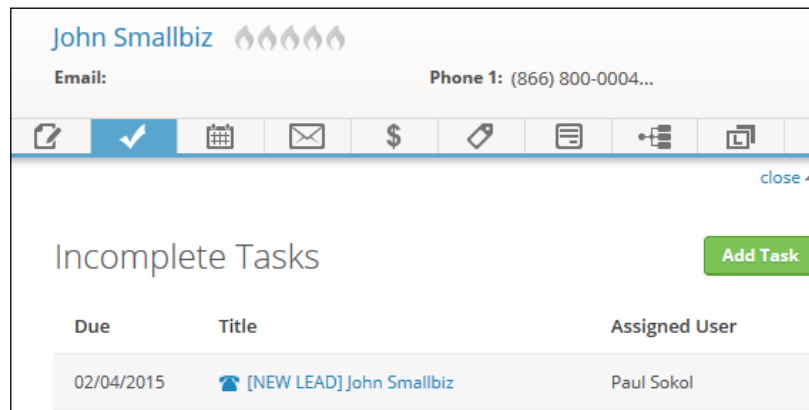 John Smallbiz
Email: Phone 1: (866) 800-0004...
$
L
close
Incomplete Tasks
Add Task
Due Title Assigned User
02/04/2015 [NEW LEAD] John Smallbiz Paul Sokol